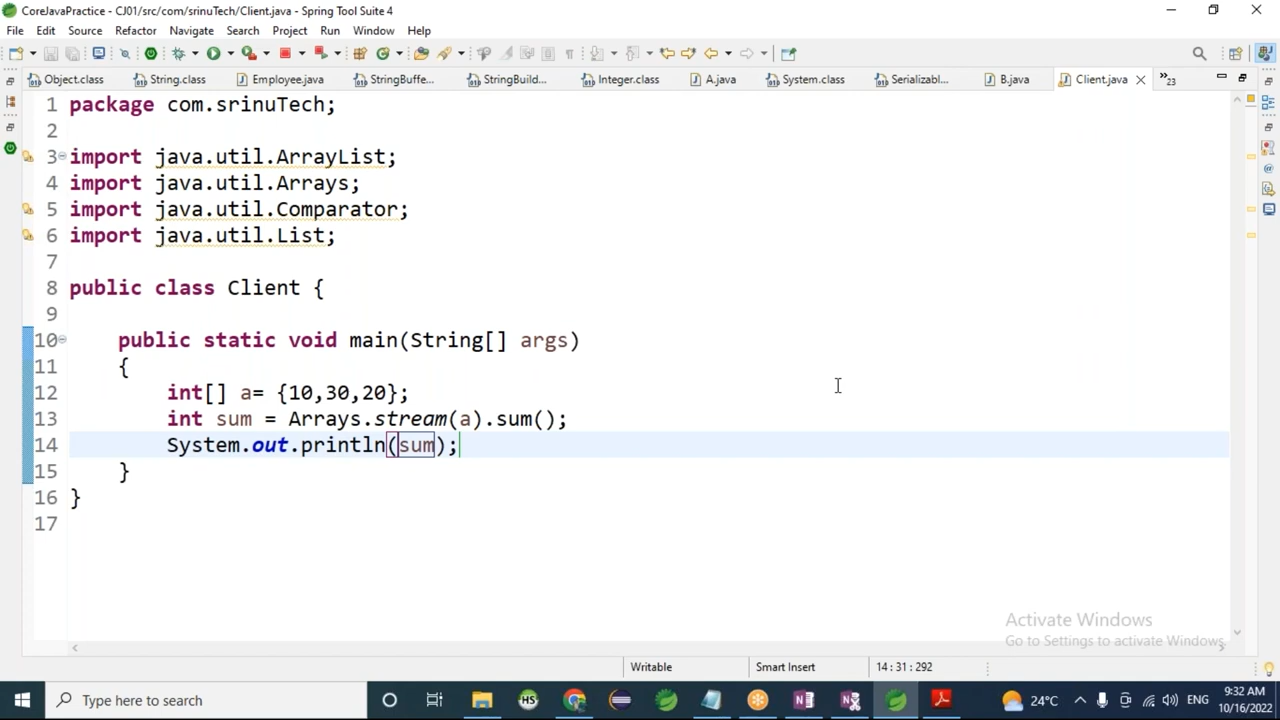 CoreJavaPractice - CJ01/src/com/srinuTech/Client.java - Spring Tool Suite 4
File Edit Source Refactor Navigate Search Project Run Window Help
Object.class String.class Employee.java StringBuffe... StringBuild... Integer.class A.java System.class Serializabl... B.java Client.java 23
1 package com.srinuTech;
2
3 import java.util.ArrayList;
4 import java.util.Arrays;
5 import java.util.Comparator;
6 import java.util.List;
7
8 public class Client {
9
10 public static void main(String[] args)
11 {
12 int[] a= {10,30,20};
13 int sum = Arrays.stream(a).sum();
14 System.out.println(sum);
15 }
16 }
17
Activate Windows
Go to Settings to activate Windows.
Writable Smart Insert 14 : 31 : 292
Type here to search HS 24°C ENG 9:32 AM
10/16/2022